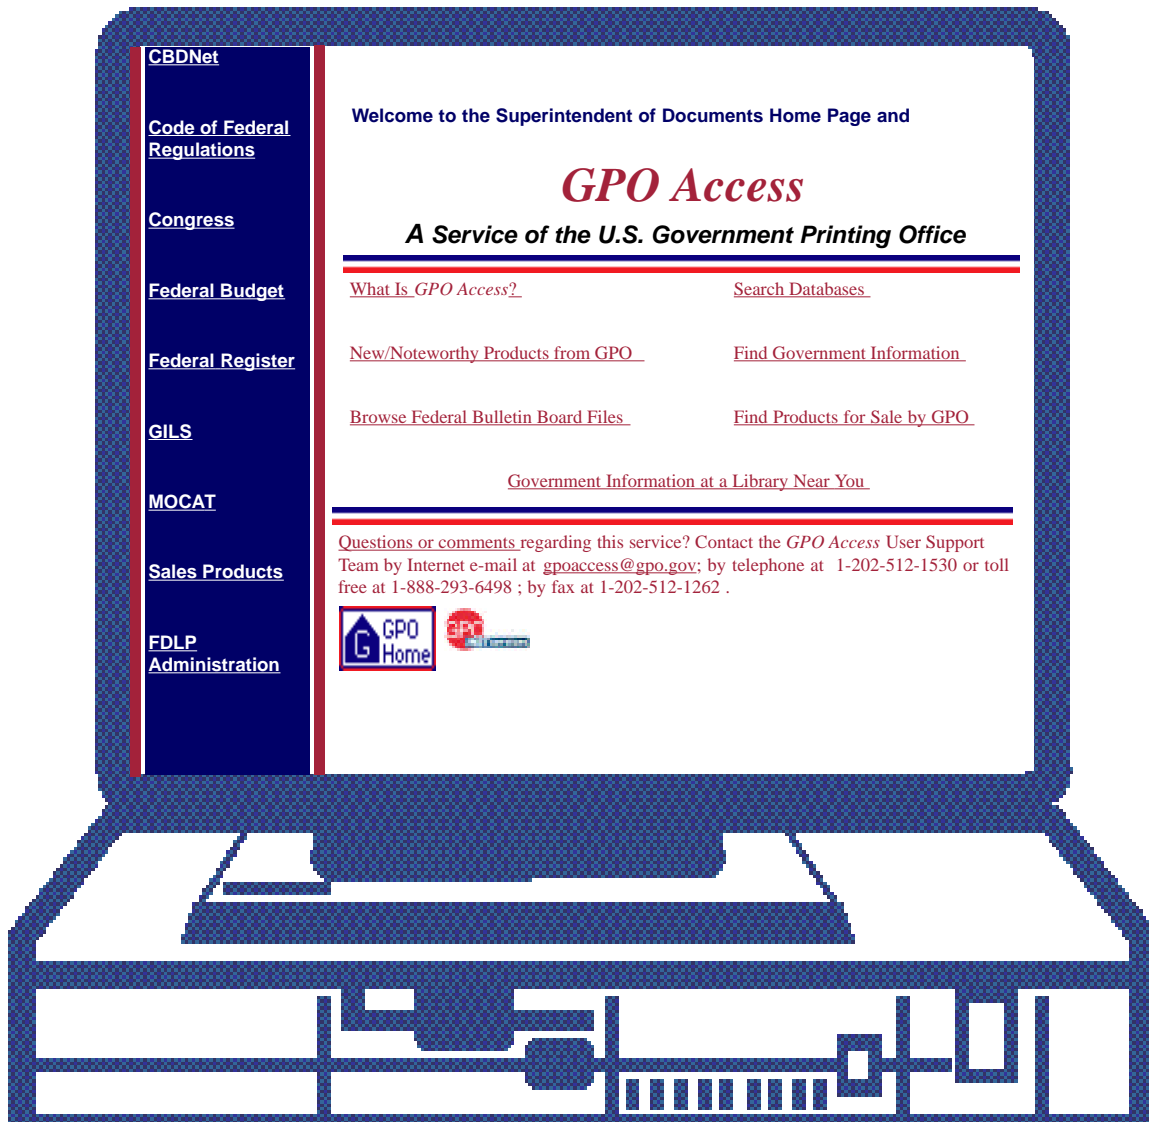 CBDNet
Code of Federal
Regulations
Congress
Federal Budget
Federal Register
GILS
MOCAT
Sales Products
FDLP
Administration
Welcome to the Superintendent of Documents Home Page and
GPO Access
A Service of the U.S. Government Printing Office
What Is GPO Access?
Search Databases
New/Noteworthy Products from GPO
Find Government Information
Browse Federal Bulletin Board Files
Find Products for Sale by GPO
Government Information at a Library Near You
Questions or comments regarding this service? Contact the GPO Access User Support
Team by Internet e-mail at gpoaccess@gpo.gov; by telephone at 1-202-512-1530 or toll
free at 1-888-293-6498 ; by fax at 1-202-512-1262 .
G GPO
Home
GPO